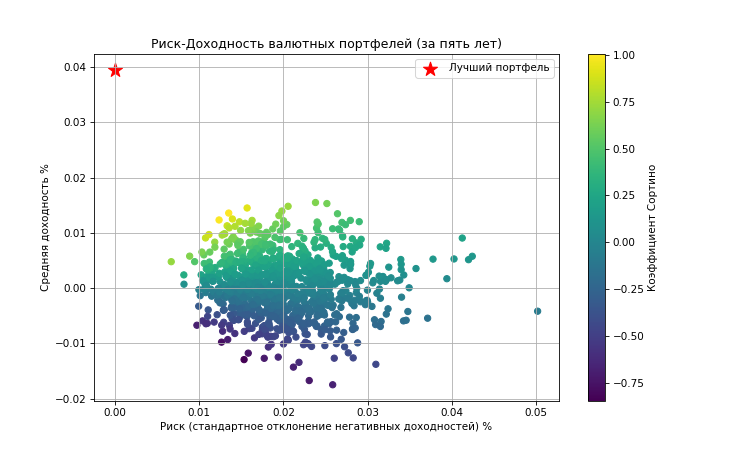 Риск-Доходность валютных портфелей (за пять лет)
Лучший портфель
Средняя доходность %
0.04
0.03
0.02
0.01
0.00
−0.01
−0.02
0.00 0.01 0.02 0.03 0.04 0.05
Риск (стандартное отклонение негативных доходностей) %
1.00
0.75
0.50
0.25
0.00
−0.25
−0.50
−0.75
Коэффициент Сортино